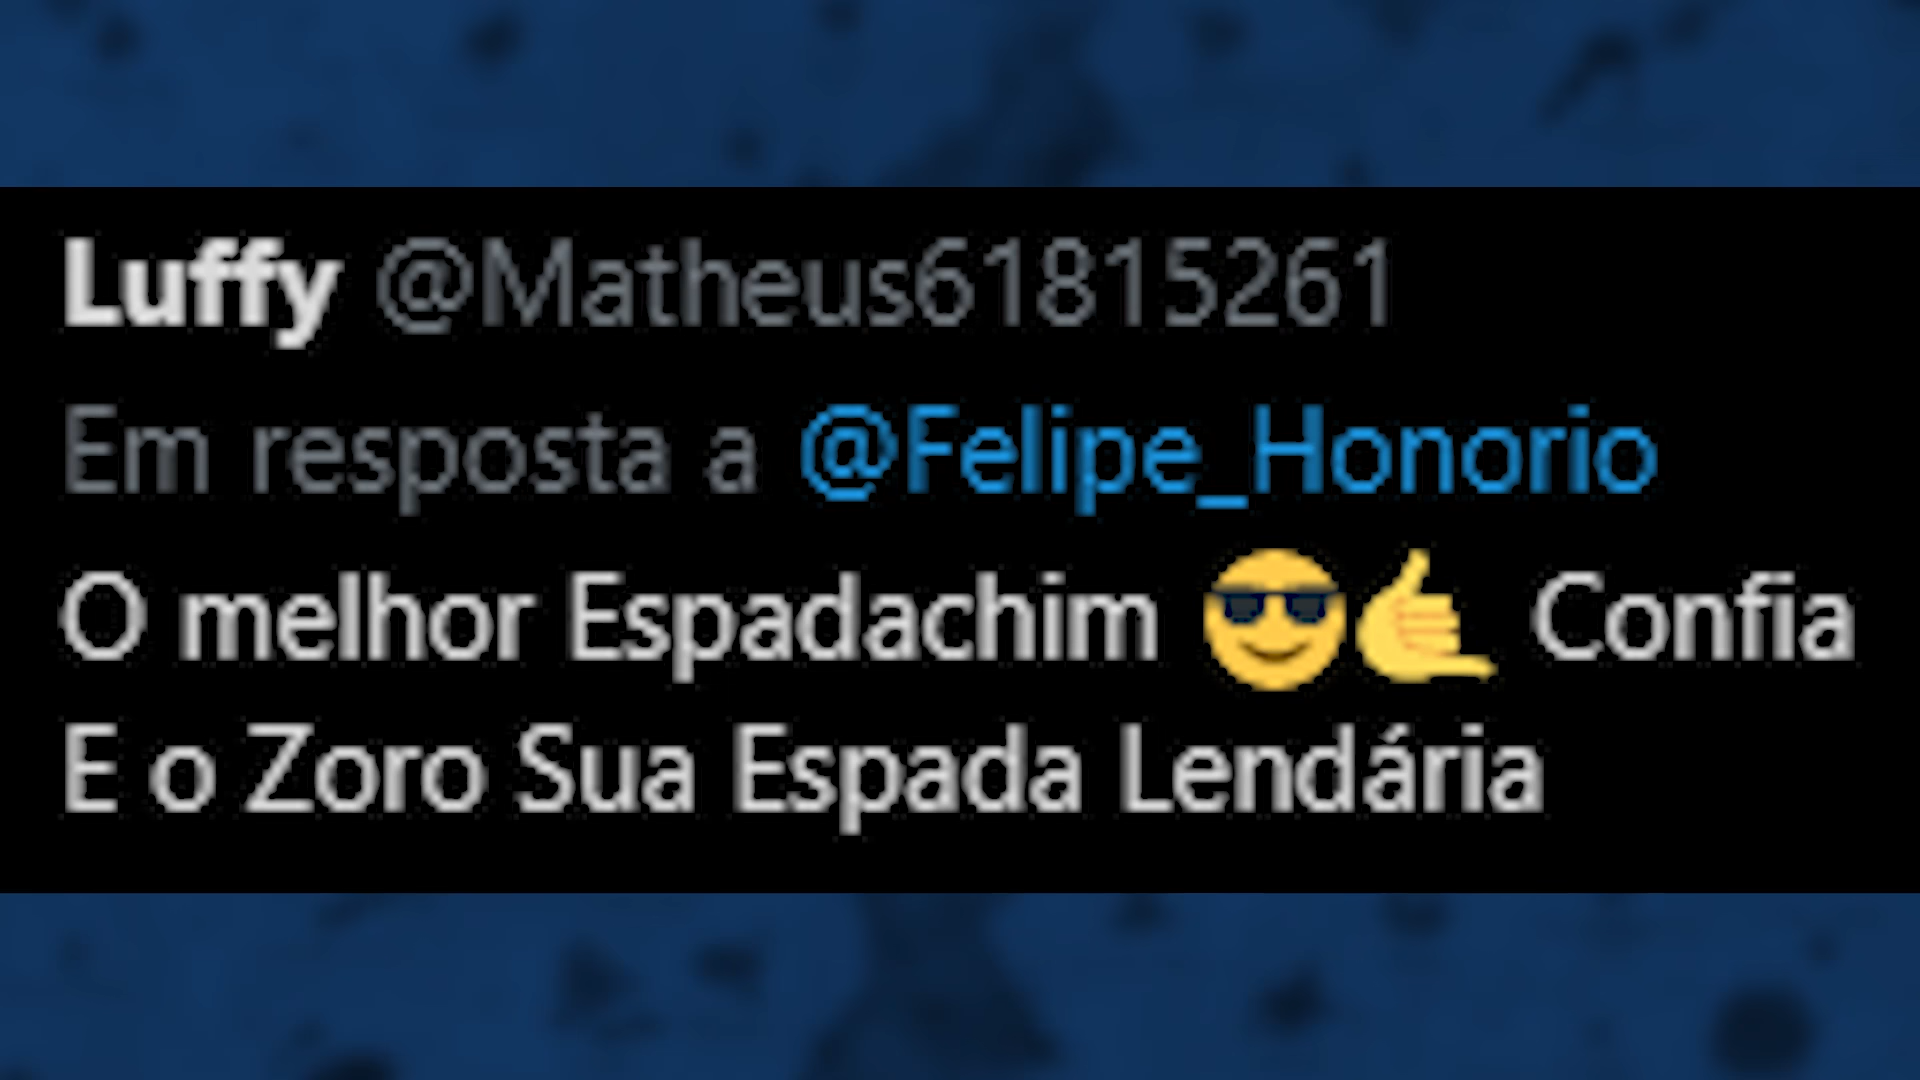 Luffy @Matheus61815261
Em resposta a @Felipe_Honorio
O melhor Espadachim 😎🤙 Confia
E o Zoro Sua Espada Lendária